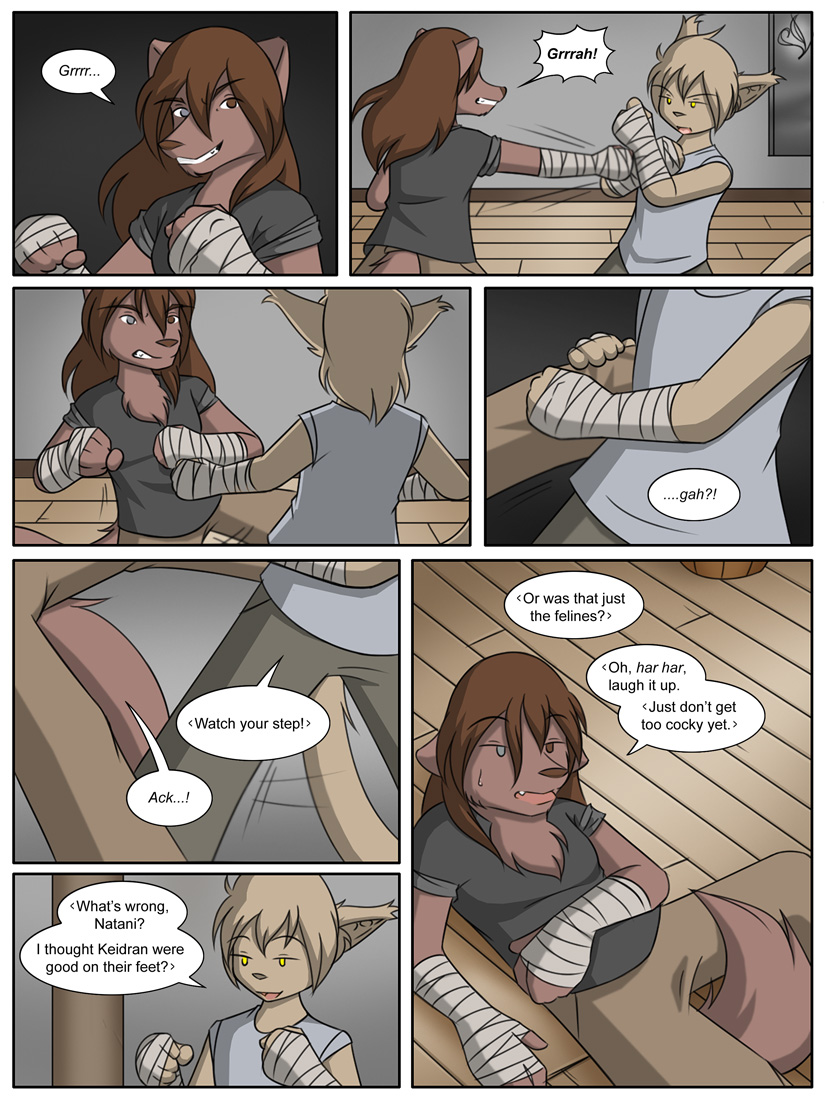 Grrrr...
Grrrah!
....gah?!
‹Watch your step!›
Ack...!
‹What's wrong,
Natani?
I thought Keidran were
good on their feet?›
‹Or was that just
the felines?›
‹Oh, har har,
laugh it up.
‹Just don't get
too cocky yet.›